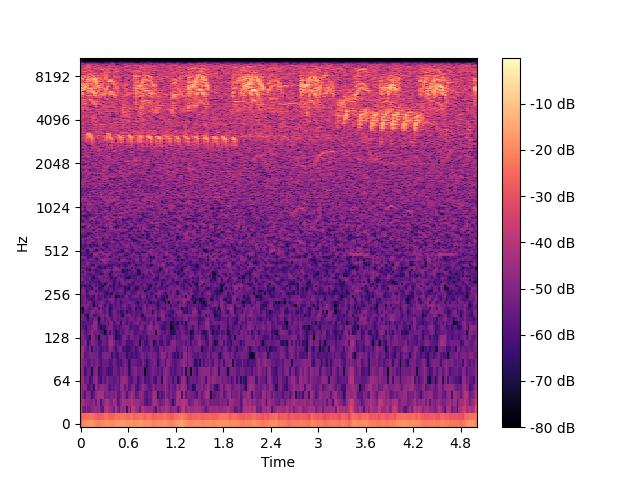 8192
4096
2048
1024
512
256
128
64
0
Hz
0 0.6 1.2 1.8 2.4 3 3.6 4.2 4.8
Time
-10 dB
-20 dB
-30 dB
-40 dB
-50 dB
-60 dB
-70 dB
-80 dB